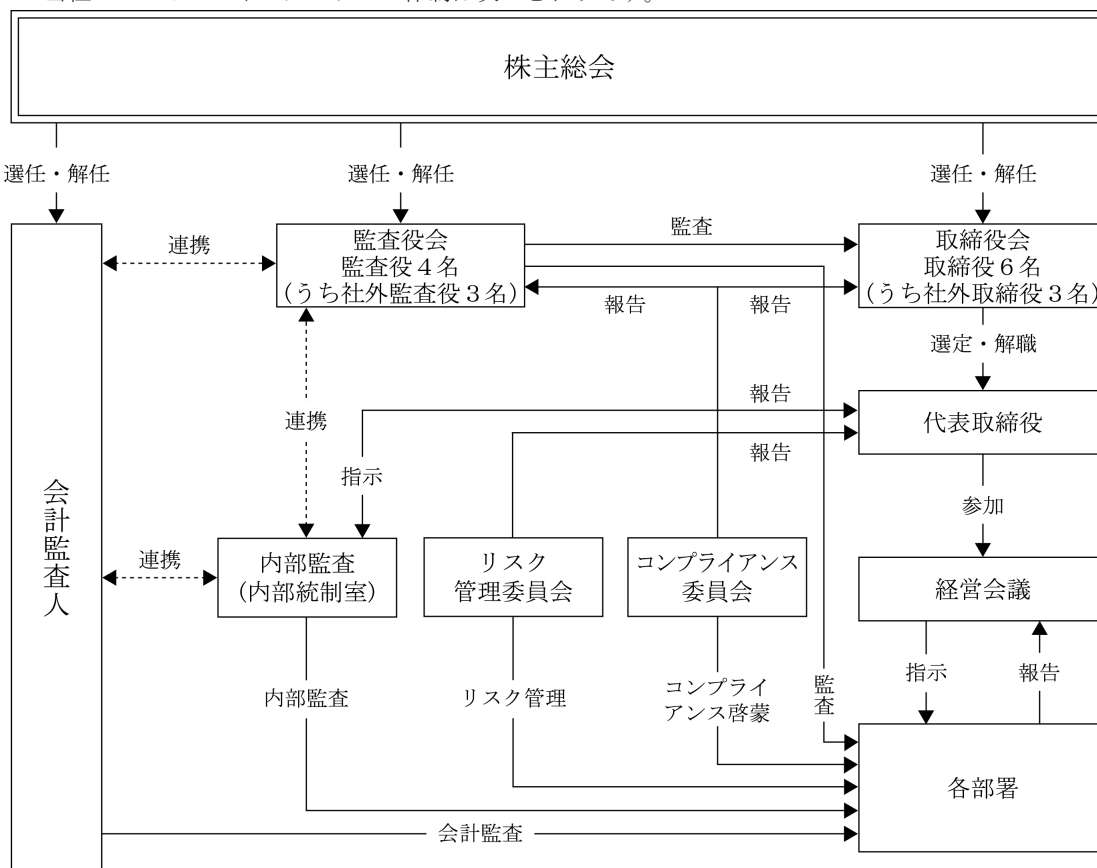 株主総会
選任・解任
選任・解任
選任・解任
連携
監査役会
監査役4名
(うち社外監査役3名)
監査
取締役会
取締役6名
(うち社外取締役3名)
報告
報告
選定・解職
報告
代表取締役
連携
報告
指示
参加
会計監査人
連携
内部監査
(内部統制室)
リスク
管理委員会
コンプライアンス
委員会
経営会議
指示
報告
内部監査
リスク管理
コンプライ
アンス啓蒙
監査
各部署
会計監査